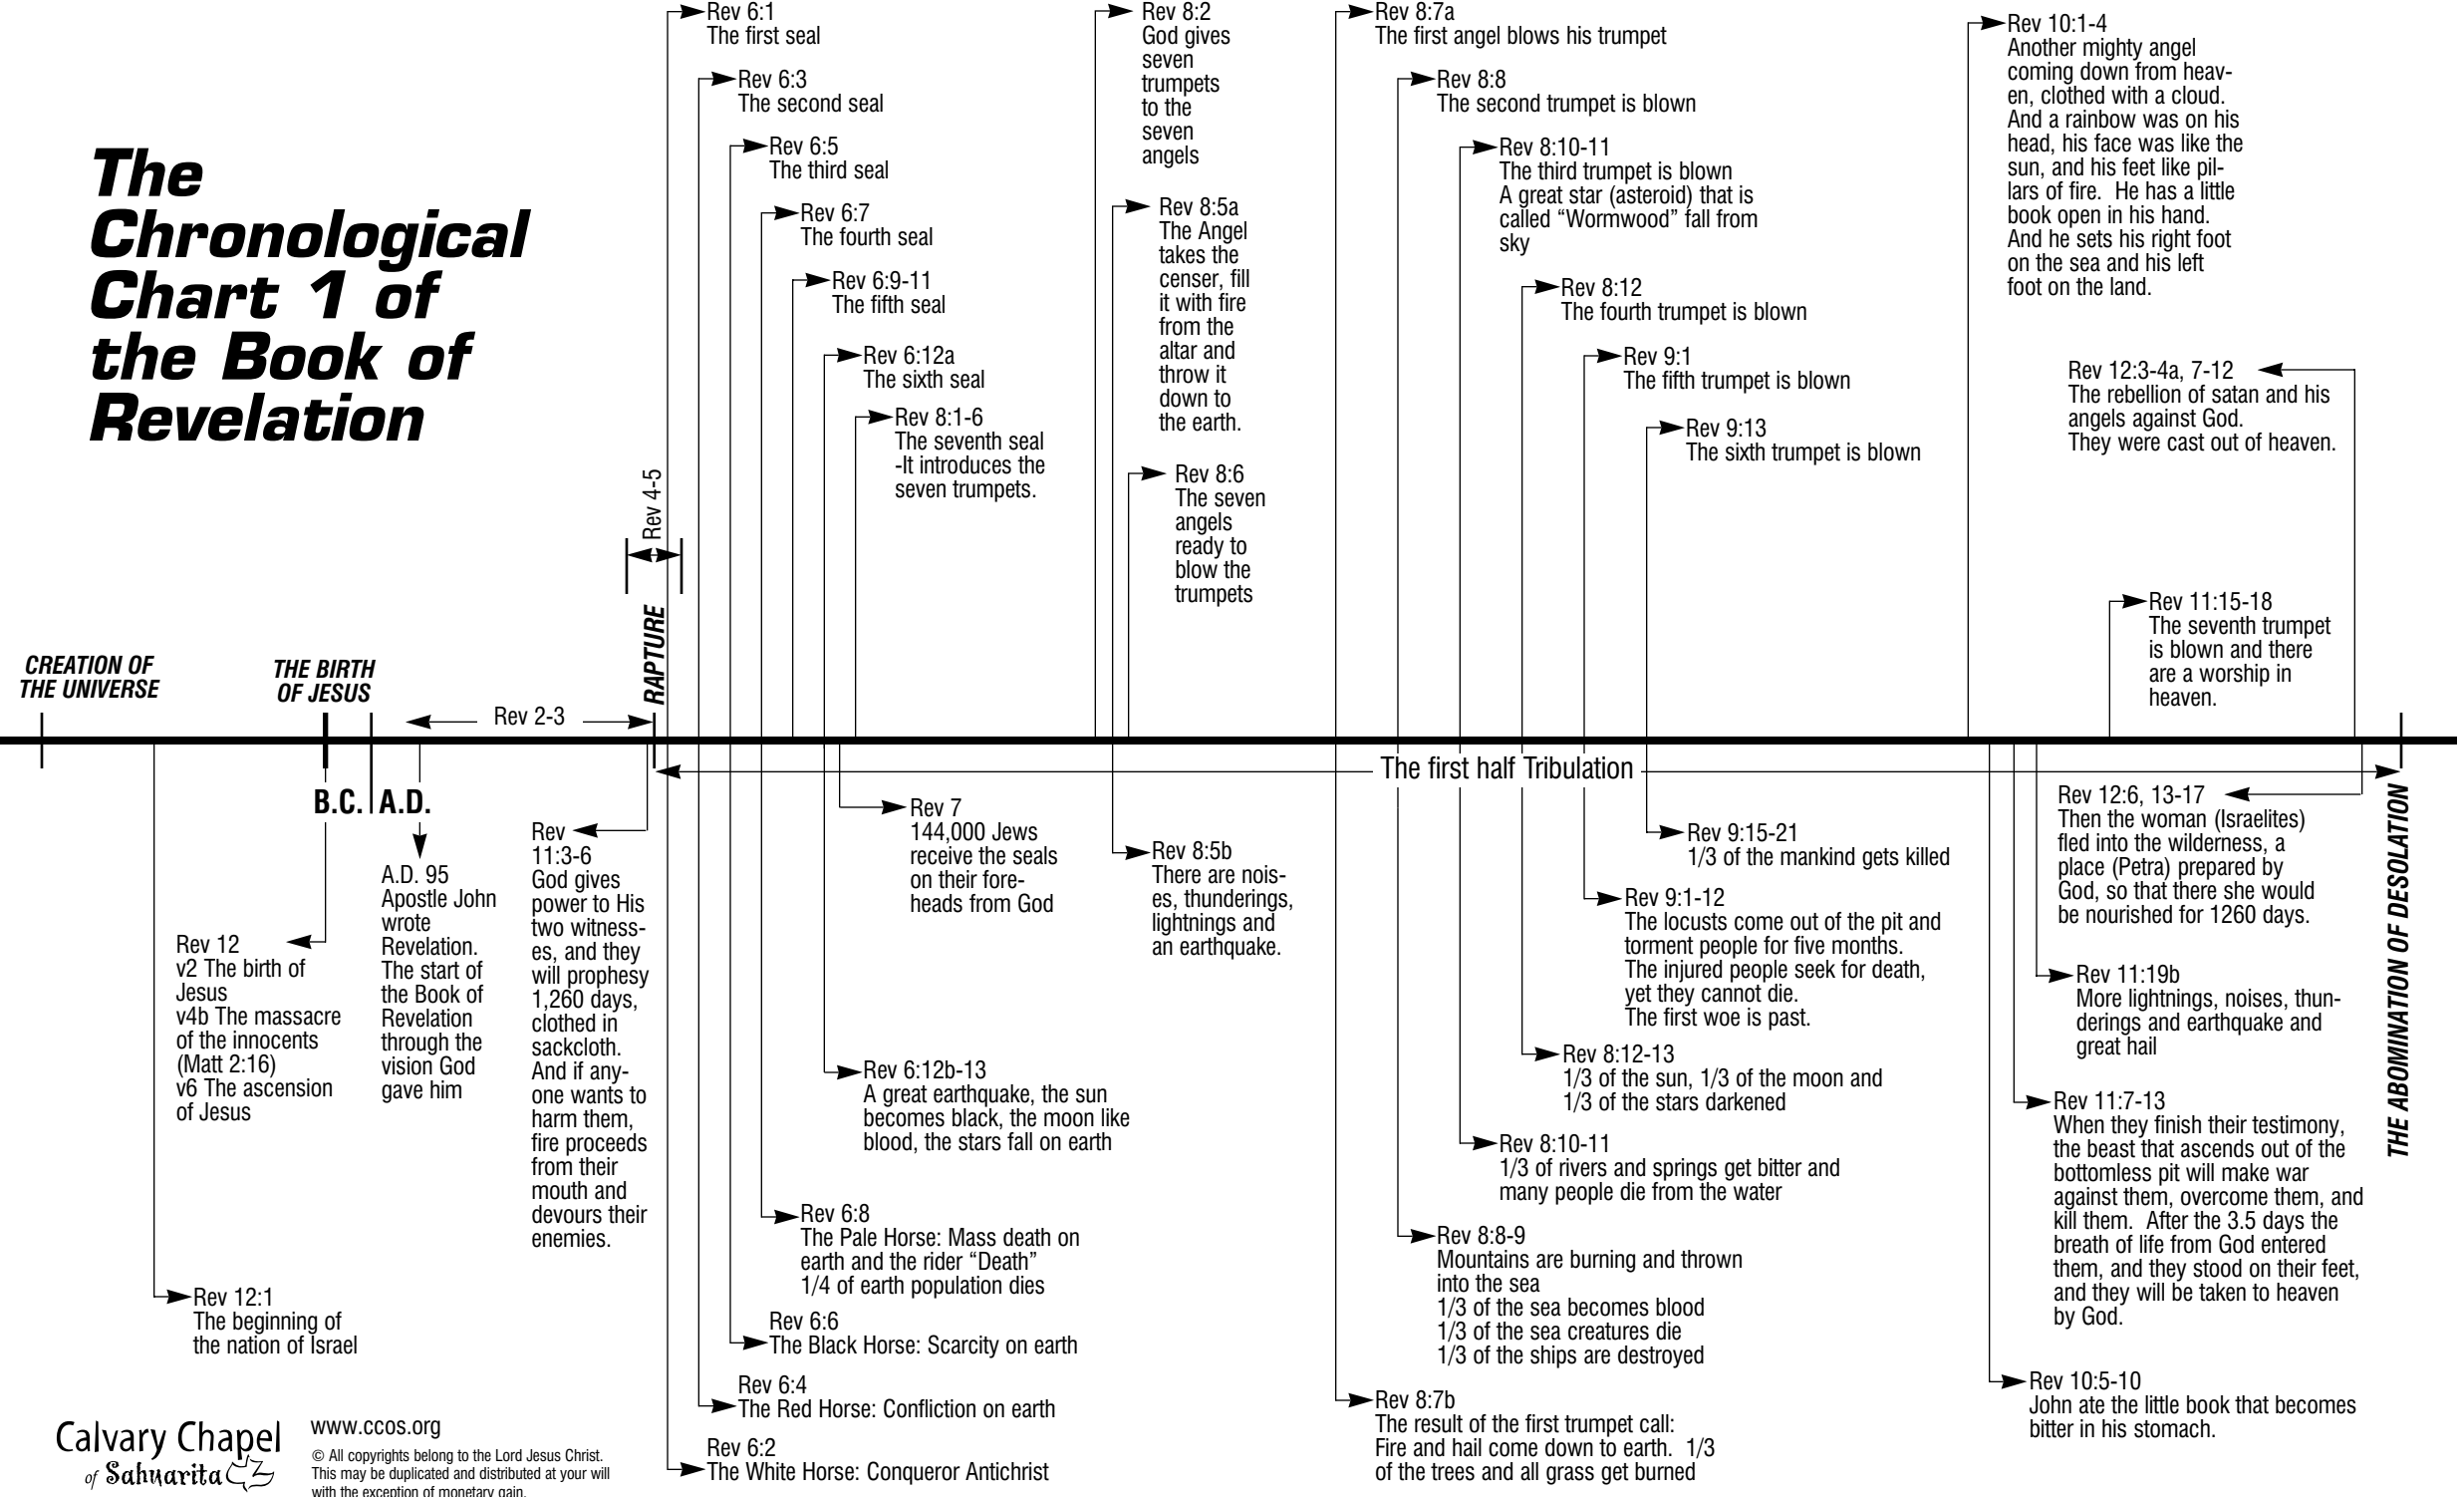 The
Chronological
Chart 1 of
the Book of
Revelation
CREATION OF
THE UNIVERSE
THE BIRTH
OF JESUS
Rev 2-3
RAPTURE
Rev 4-5
B.C.
A.D.
Rev 12:1
The beginning of
the nation of Israel
Rev 12
v2 The birth of
Jesus
v4b The massacre
of the innocents
(Matt 2:16)
v6 The ascension
of Jesus
A.D. 95
Apostle John
wrote
Revelation.
The start of
the Book of
Revelation
through the
vision God
gave him
Rev
11:3-6
God gives
power to His
two witness-
es, and they
will prophesy
1,260 days,
clothed in
sackcloth.
And if any-
one wants to
harm them,
fire proceeds
from their
mouth and
devours their
enemies.
Rev 6:1
The first seal
Rev 6:3
The second seal
Rev 6:5
The third seal
Rev 6:7
The fourth seal
Rev 6:9-11
The fifth seal
Rev 6:12a
The sixth seal
Rev 8:1-6
The seventh seal
-It introduces the
seven trumpets.
Rev 8:2
God gives
seven
trumpets
to the
seven
angels
Rev 8:5a
The Angel
takes the
censer, fill
it with fire
from the
altar and
throw it
down to
the earth.
Rev 8:6
The seven
angels
ready to
blow the
trumpets
Rev 8:7a
The first angel blows his trumpet
Rev 8:8
The second trumpet is blown
Rev 8:10-11
The third trumpet is blown
A great star (asteroid) that is
called “Wormwood” fall from
sky
Rev 8:12
The fourth trumpet is blown
Rev 9:1
The fifth trumpet is blown
Rev 9:13
The sixth trumpet is blown
Rev 10:1-4
Another mighty angel
coming down from heav-
en, clothed with a cloud.
And a rainbow was on his
head, his face was like the
sun, and his feet like pil-
lars of fire.  He has a little
book open in his hand.
And he sets his right foot
on the sea and his left
foot on the land.
Rev 12:3-4a, 7-12
The rebellion of satan and his
angels against God.
They were cast out of heaven.
Rev 11:15-18
The seventh trumpet
is blown and there
are a worship in
heaven.
The first half Tribulation
THE ABOMINATION OF DESOLATION
Rev 7
144,000 Jews
receive the seals
on their fore-
heads from God
Rev 8:5b
There are nois-
es, thunderings,
lightnings and
an earthquake.
Rev 6:12b-13
A great earthquake, the sun
becomes black, the moon like
blood, the stars fall on earth
Rev 6:8
The Pale Horse: Mass death on
earth and the rider “Death”
1/4 of earth population dies
Rev 6:6
The Black Horse: Scarcity on earth
Rev 6:4
The Red Horse: Confliction on earth
Rev 6:2
The White Horse: Conqueror Antichrist
Rev 9:15-21
1/3 of the mankind gets killed
Rev 9:1-12
The locusts come out of the pit and
torment people for five months.
The injured people seek for death,
yet they cannot die.
The first woe is past.
Rev 8:12-13
1/3 of the sun, 1/3 of the moon and
1/3 of the stars darkened
Rev 8:10-11
1/3 of rivers and springs get bitter and
many people die from the water
Rev 8:8-9
Mountains are burning and thrown
into the sea
1/3 of the sea becomes blood
1/3 of the sea creatures die
1/3 of the ships are destroyed
Rev 8:7b
The result of the first trumpet call:
Fire and hail come down to earth.  1/3
of the trees and all grass get burned
Rev 12:6, 13-17
Then the woman (Israelites)
fled into the wilderness, a
place (Petra) prepared by
God, so that there she would
be nourished for 1260 days.
Rev 11:19b
More lightnings, noises, thun-
derings and earthquake and
great hail
Rev 11:7-13
When they finish their testimony,
the beast that ascends out of the
bottomless pit will make war
against them, overcome them, and
kill them.  After the 3.5 days the
breath of life from God entered
them, and they stood on their feet,
and they will be taken to heaven
by God.
Rev 10:5-10
John ate the little book that becomes
bitter in his stomach.
Calvary Chapel
of Sahuarita
www.ccos.org
© All copyrights belong to the Lord Jesus Christ.
This may be duplicated and distributed at your will
with the exception of monetary gain.